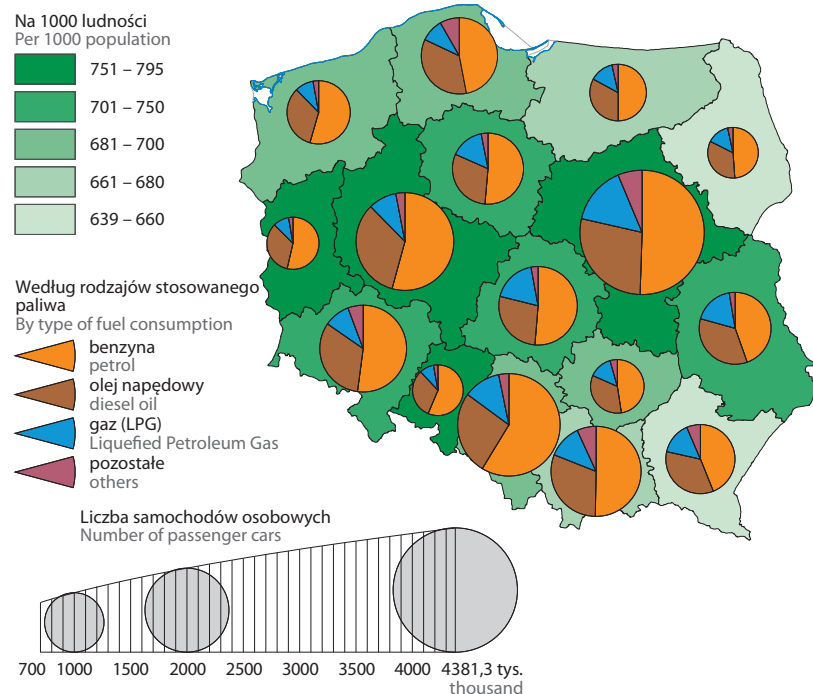 Na 1000 ludności
Per 1000 population
751 – 795
701 – 750
681 – 700
661 – 680
639 – 660
Według rodzajów stosowanego
paliwa
By type of fuel consumption
benzyna
petrol
olej napędowy
diesel oil
gaz (LPG)
Liquefied Petroleum Gas
pozostałe
others
Liczba samochodów osobowych
Number of passenger cars
700 1000 1500 2000 2500 3000 3500 4000 4381,3 tys.
thousand